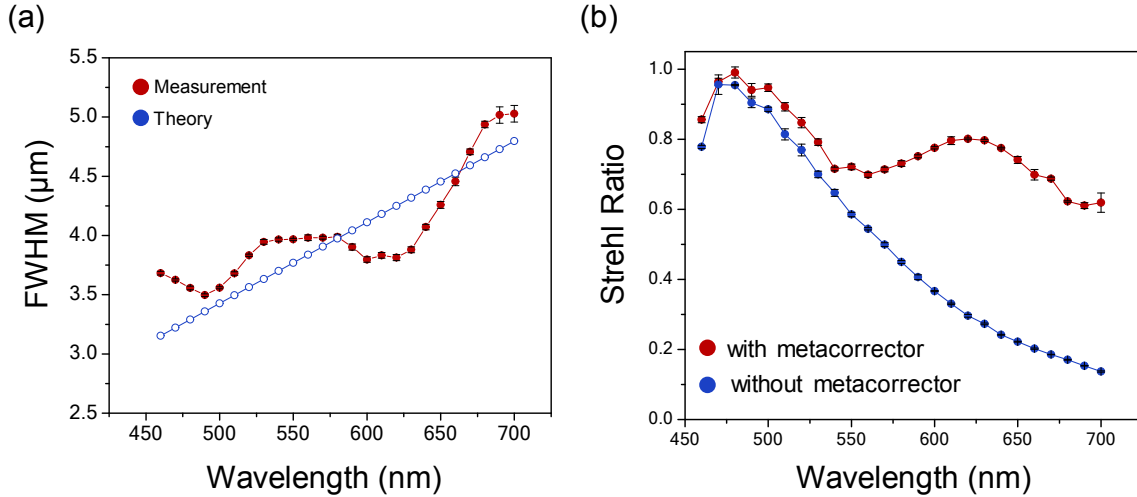 (a)
5.5
5.0
4.5
4.0
3.5
3.0
2.5
FWHM (μm)
Measurement
Theory
450 500 550 600 650 700
Wavelength (nm)
(b)
1.0
0.8
0.6
0.4
0.2
0.0
Strehl Ratio
with metacorrector
without metacorrector
450 500 550 600 650 700
Wavelength (nm)